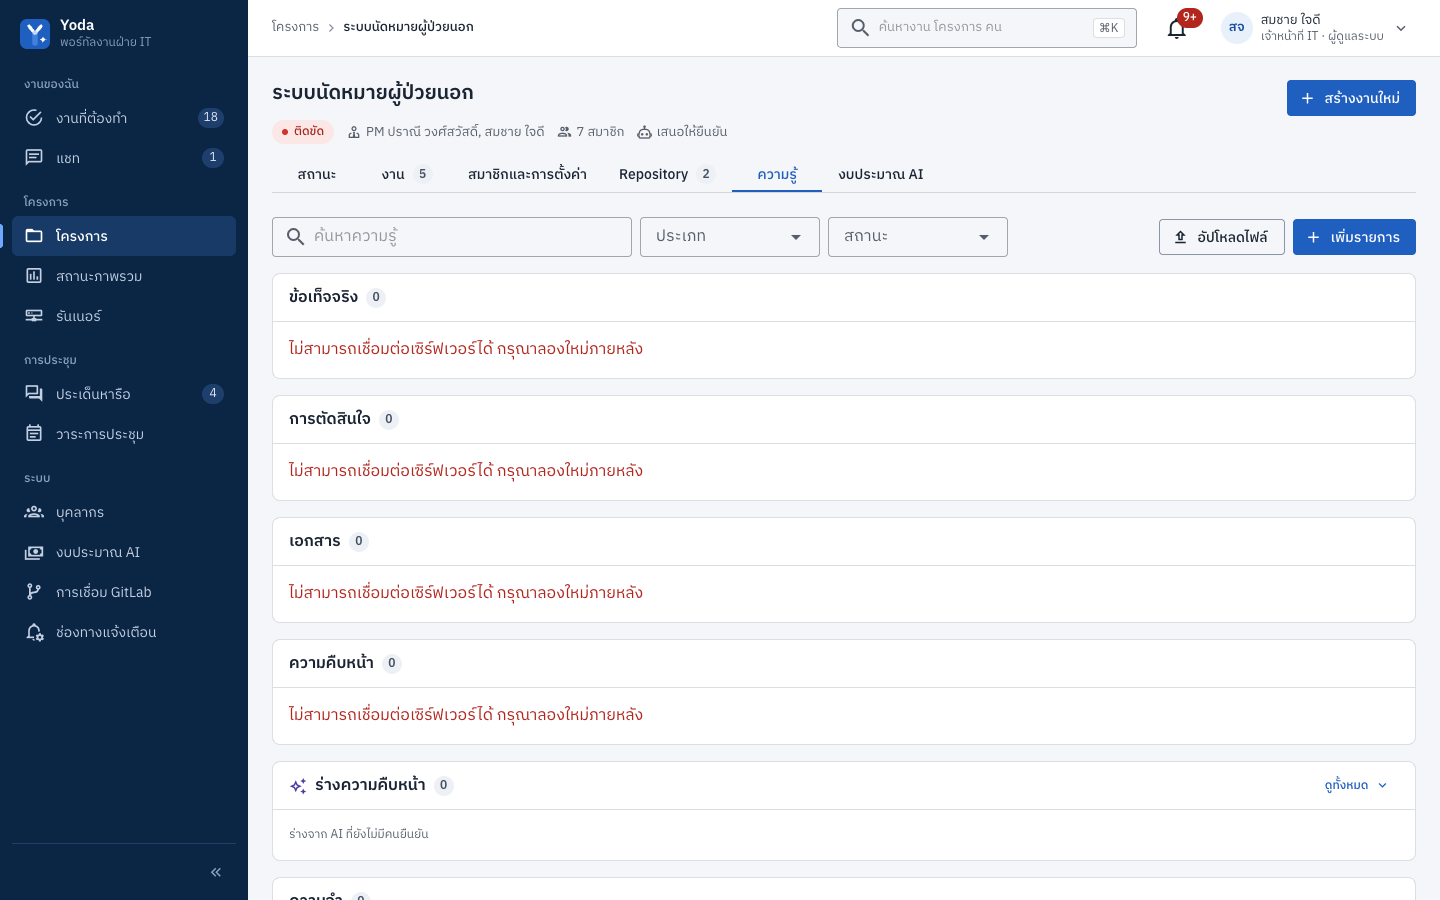 Yoda
พอร์ทัลงานฝ่าย IT
งานของฉัน
งานที่ต้องทำ 18
แชท 1
โครงการ
โครงการ
สถานะภาพรวม
รันเนอร์
การประชุม
ประเด็นหารือ 4
วาระการประชุม
ระบบ
บุคลากร
งบประมาณ AI
การเชื่อม GitLab
ช่องทางแจ้งเตือน
โครงการ ระบบนัดหมายผู้ป่วยนอก
ค้นหางาน โครงการ คน ⌘K
9+
สจ
สมชาย ใจดี
เจ้าหน้าที่ IT · ผู้ดูแลระบบ
ระบบนัดหมายผู้ป่วยนอก
+ สร้างงานใหม่
ติดขัด PM ปราณี วงศ์สวัสดิ์, สมชาย ใจดี 7 สมาชิก เสนอให้ยืนยัน
สถานะ งาน 5 สมาชิกและการตั้งค่า Repository 2 ความรู้ งบประมาณ AI
ค้นหาความรู้ ประเภท สถานะ อัปโหลดไฟล์ + เพิ่มรายการ
ข้อเท็จจริง 0
ไม่สามารถเชื่อมต่อเซิร์ฟเวอร์ได้ กรุณาลองใหม่ภายหลัง
การตัดสินใจ 0
ไม่สามารถเชื่อมต่อเซิร์ฟเวอร์ได้ กรุณาลองใหม่ภายหลัง
เอกสาร 0
ไม่สามารถเชื่อมต่อเซิร์ฟเวอร์ได้ กรุณาลองใหม่ภายหลัง
ความคืบหน้า 0
ไม่สามารถเชื่อมต่อเซิร์ฟเวอร์ได้ กรุณาลองใหม่ภายหลัง
ร่างความคืบหน้า 0 ดูทั้งหมด
ร่างจาก AI ที่ยังไม่มีคนยืนยัน